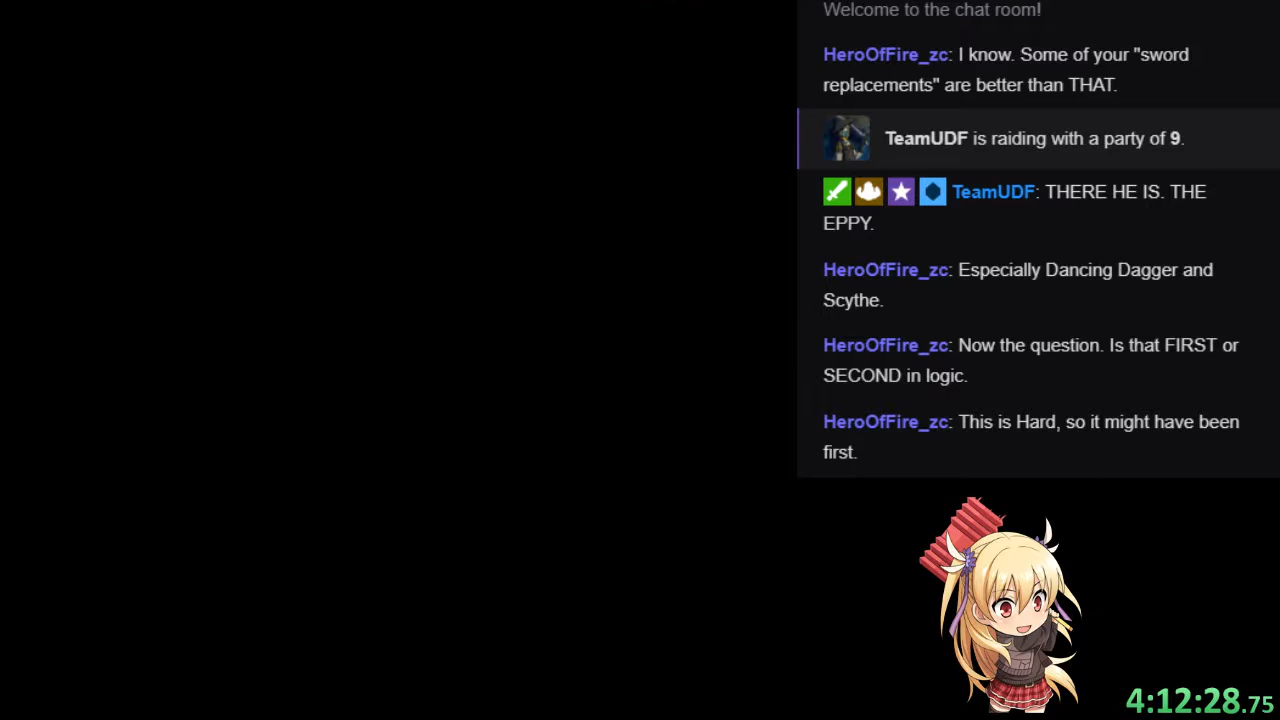 Welcome to the chat room!
HeroOfFire_zc: I know. Some of your "sword
replacements" are better than THAT.
TeamUDF is raiding with a party of 9.
TeamUDF: THERE HE IS. THE
EPPY.
HeroOfFire_zc: Especially Dancing Dagger and
Scythe.
HeroOfFire_zc: Now the question. Is that FIRST or
SECOND in logic.
HeroOfFire_zc: This is Hard, so it might have been
first.
4:12:28.75